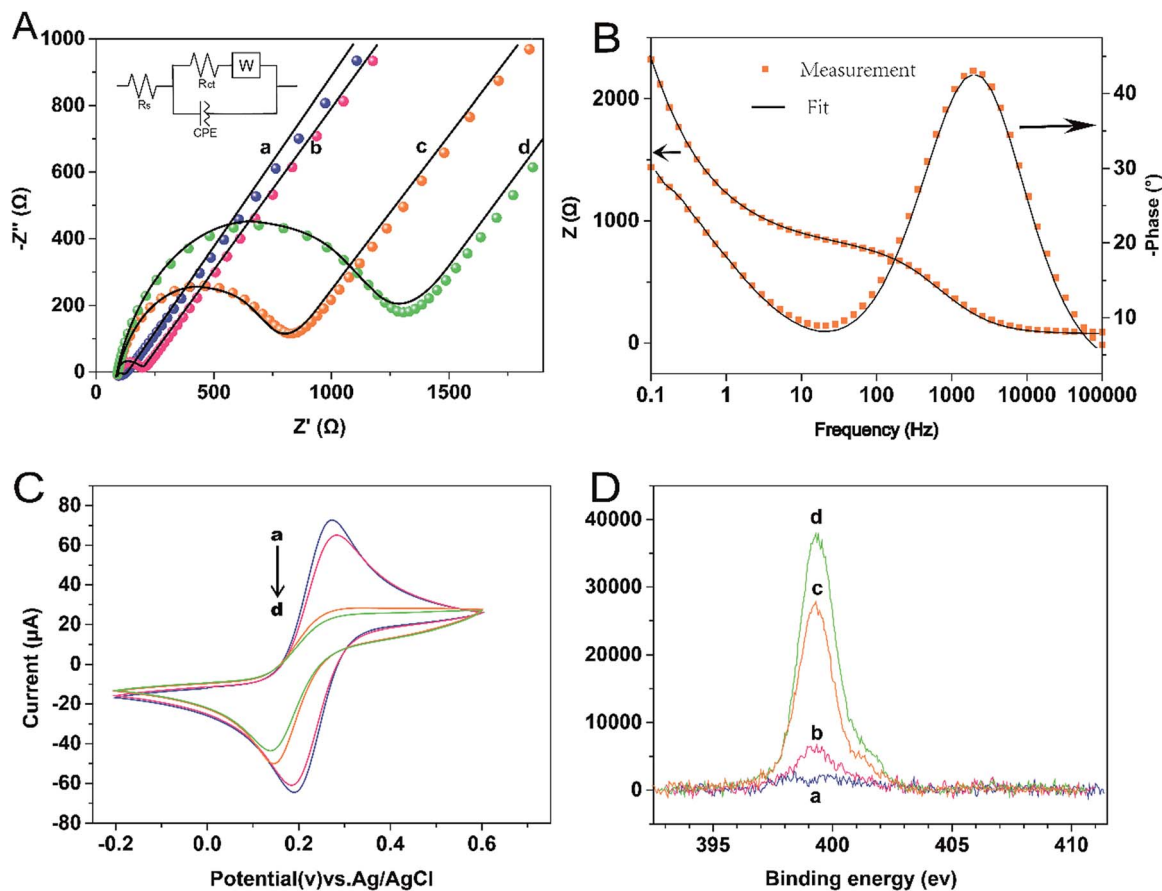 A
1000
800
600
400
200
0
-Z'' (Ω)
Rs
Rct
W
CPE
a
b
c
d
500
1000
1500
Z' (Ω)
B
Measurement
Fit
2000
1000
0
Z (Ω)
40
30
20
10
-Phase (°)
0.1
1
10
100
1000
10000
100000
Frequency (Hz)
C
80
60
40
20
0
-20
-40
-60
-80
Current (µA)
a
d
-0.2
0.0
0.2
0.4
0.6
Potential(v)vs.Ag/AgCl
D
40000
30000
20000
10000
0
d
c
b
a
395
400
405
410
Binding energy (ev)